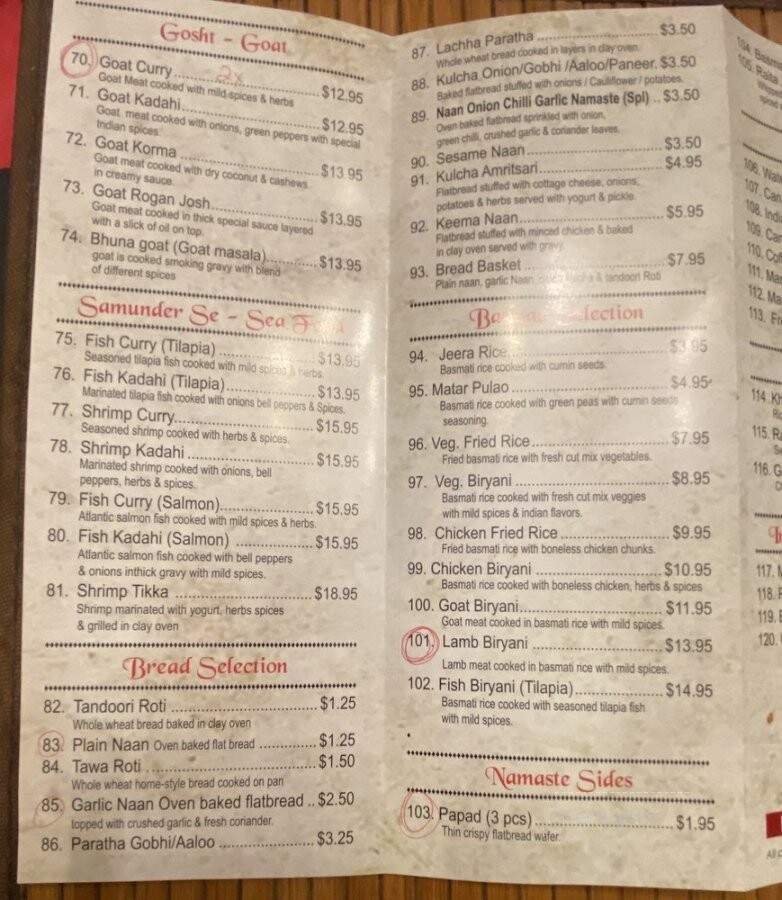 Gosht - Goat
70. Goat Curry 2x $12.95
Goat Meat cooked with mild spices & herbs
71. Goat Kadahi $12.95
Goat meat cooked with onions, green peppers with special
Indian spices
72. Goat Korma $13.95
Goat meat cooked with dry coconut & cashews
in creamy sauce.
73. Goat Rogan Josh $13.95
Goat meat cooked in thick special sauce layered
with a slick of oil on top.
74. Bhuna goat (Goat masala) $13.95
goat is cooked smoking gravy with blend
of different spices
Samunder Se - Sea
75. Fish Curry (Tilapia) $13.95
Seasoned tilapia fish cooked with mild spices & herbs.
76. Fish Kadahi (Tilapia) $13.95
Marinated tilapia fish cooked with onions bell peppers & Spices.
77. Shrimp Curry $15.95
Seasoned shrimp cooked with herbs & spices.
78. Shrimp Kadahi $15.95
Marinated shrimp cooked with onions, bell
peppers, herbs & spices.
79. Fish Curry (Salmon) $15.95
Atlantic salmon fish cooked with mild spices & herbs.
80. Fish Kadahi (Salmon) $15.95
Atlantic salmon fish cooked with bell peppers
& onions inthick gravy with mild spices.
81. Shrimp Tikka $18.95
Shrimp marinated with yogurt, herbs spices
& grilled in clay oven
Bread Selection
82. Tandoori Roti $1.25
Whole wheat bread baked in clay oven
83. Plain Naan Oven baked flat bread $1.25
84. Tawa Roti $1.50
Whole wheat home-style bread cooked on pan
85. Garlic Naan Oven baked flatbread $2.50
topped with crushed garlic & fresh coriander.
86. Paratha Gobhi/Aaloo $3.25
87. Lachha Paratha $3.50
Whole wheat bread cooked in layers in clay oven.
88. Kulcha Onion/Gobhi /Aaloo/Paneer. $3.50
Baked flatbread stuffed with onions / Cauliflower / potatoes.
89. Naan Onion Chilli Garlic Namaste (Spl) $3.50
Oven baked flatbread sprinkled with onion,
green chilli, crushed garlic & coriander leaves.
90. Sesame Naan $3.50
91. Kulcha Amritsari $4.95
Flatbread stuffed with cottage cheese, onions,
potatoes & herbs served with yogurt & pickle.
92. Keema Naan $5.95
Flatbread stuffed with minced chicken & baked
in clay oven served with gravy.
93. Bread Basket $7.95
Plain naan, garlic Naan, & tandoori Roti
94. Jeera Rice $3.95
Basmati rice cooked with cumin seeds.
95. Matar Pulao $4.95
Basmati rice cooked with green peas with cumin seeds
seasoning.
96. Veg. Fried Rice $7.95
Fried basmati rice with fresh cut mix vegetables.
97. Veg. Biryani $8.95
Basmati rice cooked with fresh cut mix veggies
with mild spices & indian flavors.
98. Chicken Fried Rice $9.95
Fried basmati rice with boneless chicken chunks.
99. Chicken Biryani $10.95
Basmati rice cooked with boneless chicken, herbs & spices
100. Goat Biryani $11.95
Goat meat cooked in basmati rice with mild spices.
101. Lamb Biryani $13.95
Lamb meat cooked in basmati rice with mild spices.
102. Fish Biryani (Tilapia) $14.95
Basmati rice cooked with seasoned tilapia fish
with mild spices.
Namaste Sides
103. Papad (3 pcs) $1.95
Thin crispy flatbread wafer.
104.
105.
106.
107.
108.
109.
110.
111.
112.
113.
114.
115.
116.
117.
118.
119.
120.